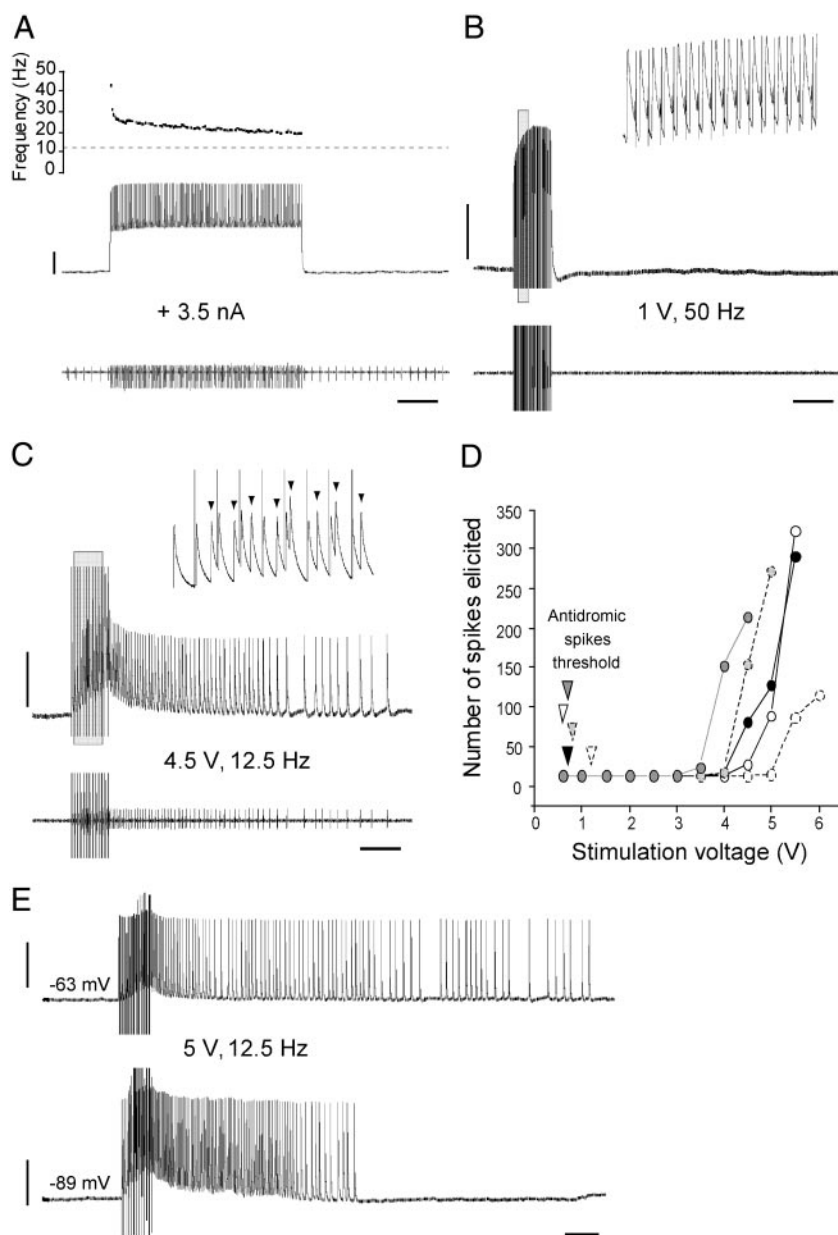 A
Frequency (Hz)
50
40
30
20
10
0
+ 3.5 nA
B
1 V, 50 Hz
C
4.5 V, 12.5 Hz
D
Number of spikes elicited
350
300
250
200
150
100
50
0
Antidromic
spikes
threshold
0 1 2 3 4 5 6
Stimulation voltage (V)
E
-63 mV
5 V, 12.5 Hz
-89 mV